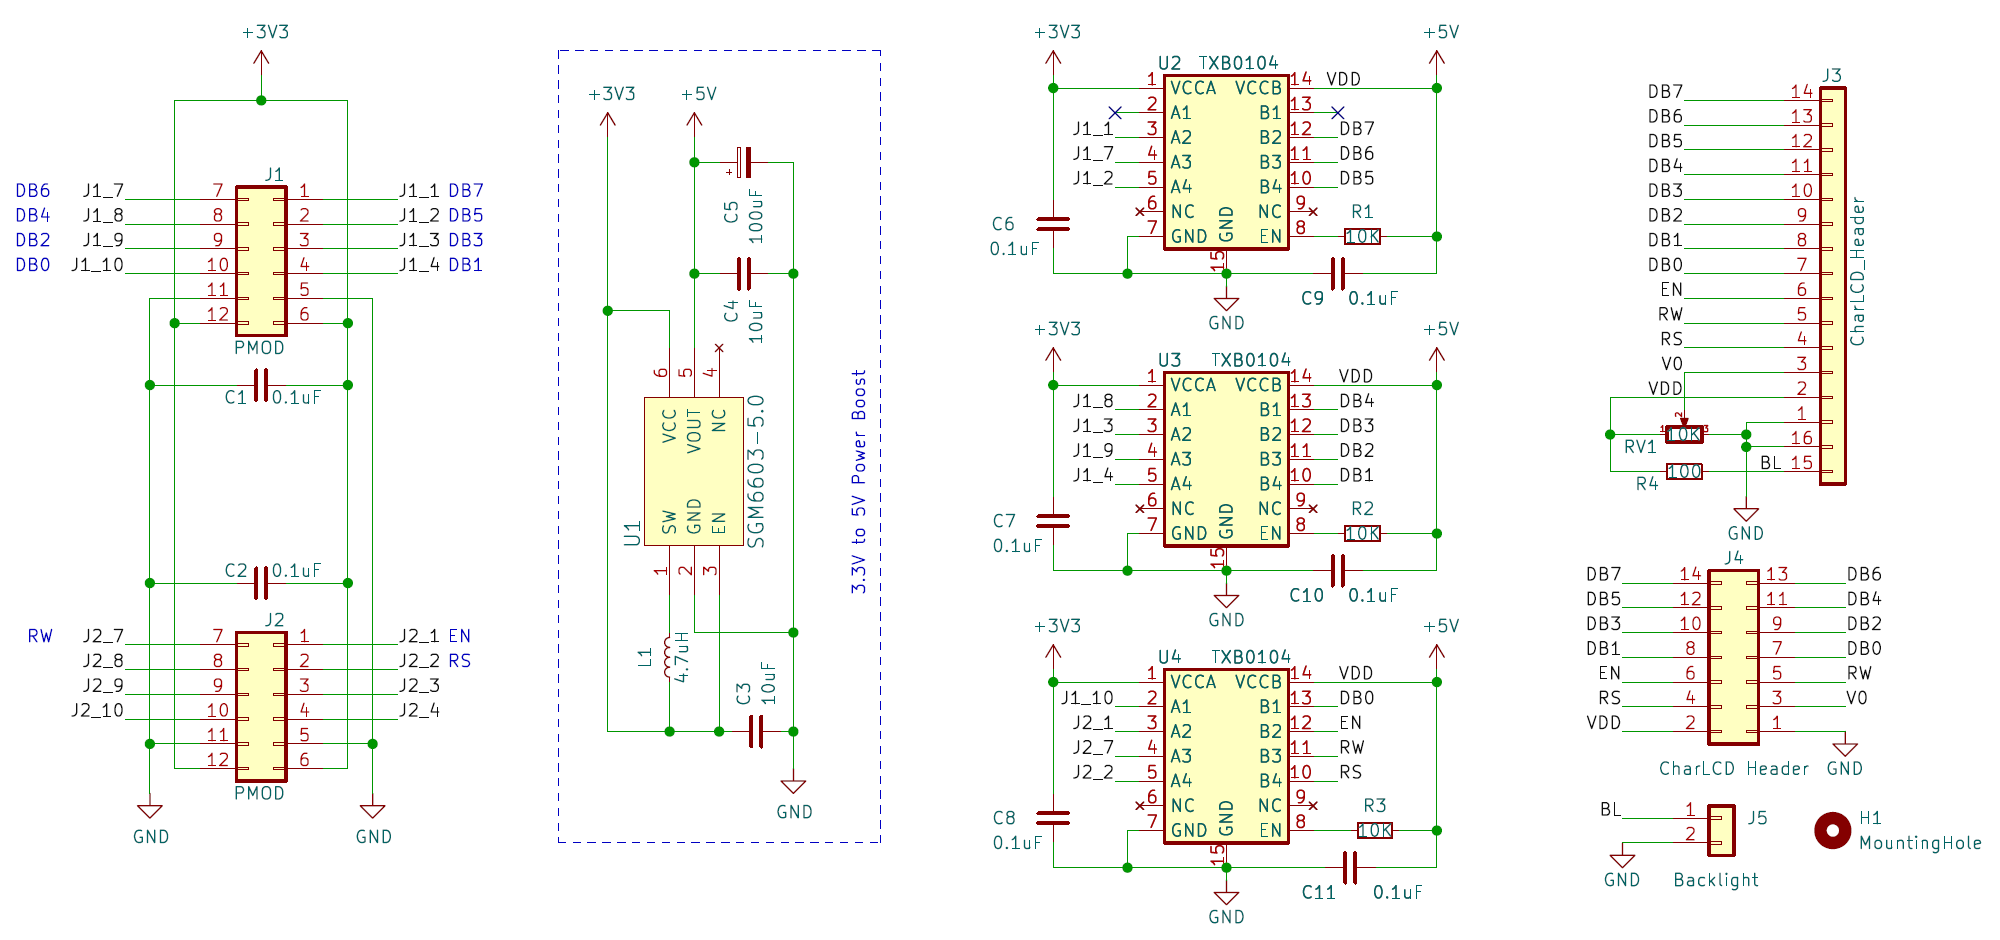 +3V3
J1
DB6 J1_7 7 1 J1_1 DB7
DB4 J1_8 8 2 J1_2 DB5
DB2 J1_9 9 3 J1_3 DB3
DB0 J1_10 10 4 J1_4 DB1
11 5
12 6
PMOD
C1 0.1uF
C2 0.1uF
J2
RW J2_7 7 1 J2_1 EN
J2_8 8 2 J2_2 RS
J2_9 9 3 J2_3
J2_10 10 4 J2_4
11 5
12 6
PMOD
GND GND
+3V3 +5V
+
C5 100uF
C4 10uF
6 5 4
VCC VOUT NC
SW GND EN
U1 SGM6603-5.0
1 2 3
L1 4.7uH
C3 10uF
GND
3.3V to 5V Power Boost
+3V3 +5V
U2 TXB0104
1 VCCA VCCB 14 VDD
2 A1 B1 13
J1_1 3 A2 B2 12 DB7
J1_7 4 A3 B3 11 DB6
J1_2 5 A4 B4 10 DB5
6 NC NC 9
7 GND GND EN 8
R1 10K
15
C6 0.1uF
C9 0.1uF
GND
+3V3 +5V
U3 TXB0104
1 VCCA VCCB 14 VDD
J1_8 2 A1 B1 13 DB4
J1_3 3 A2 B2 12 DB3
J1_9 4 A3 B3 11 DB2
J1_4 5 A4 B4 10 DB1
6 NC NC 9
7 GND GND EN 8
R2 10K
15
C7 0.1uF
C10 0.1uF
GND
+3V3 +5V
U4 TXB0104
1 VCCA VCCB 14 VDD
J1_10 2 A1 B1 13 DB0
J2_1 3 A2 B2 12 EN
J2_7 4 A3 B3 11 RW
J2_2 5 A4 B4 10 RS
6 NC NC 9
7 GND GND EN 8
R3 10K
15
C8 0.1uF
C11 0.1uF
GND
J3
DB7 14
DB6 13
DB5 12
DB4 11
DB3 10
DB2 9
DB1 8
DB0 7
EN 6
RW 5
RS 4
V0 3
VDD 2
1
16
BL 15
CharLCD_Header
1 2 3
RV1 10K
R4 100
GND
J4
DB7 14 13 DB6
DB5 12 11 DB4
DB3 10 9 DB2
DB1 8 7 DB0
EN 6 5 RW
RS 4 3 V0
VDD 2 1
CharLCD Header GND
BL 1 J5
2
GND Backlight
H1
MountingHole